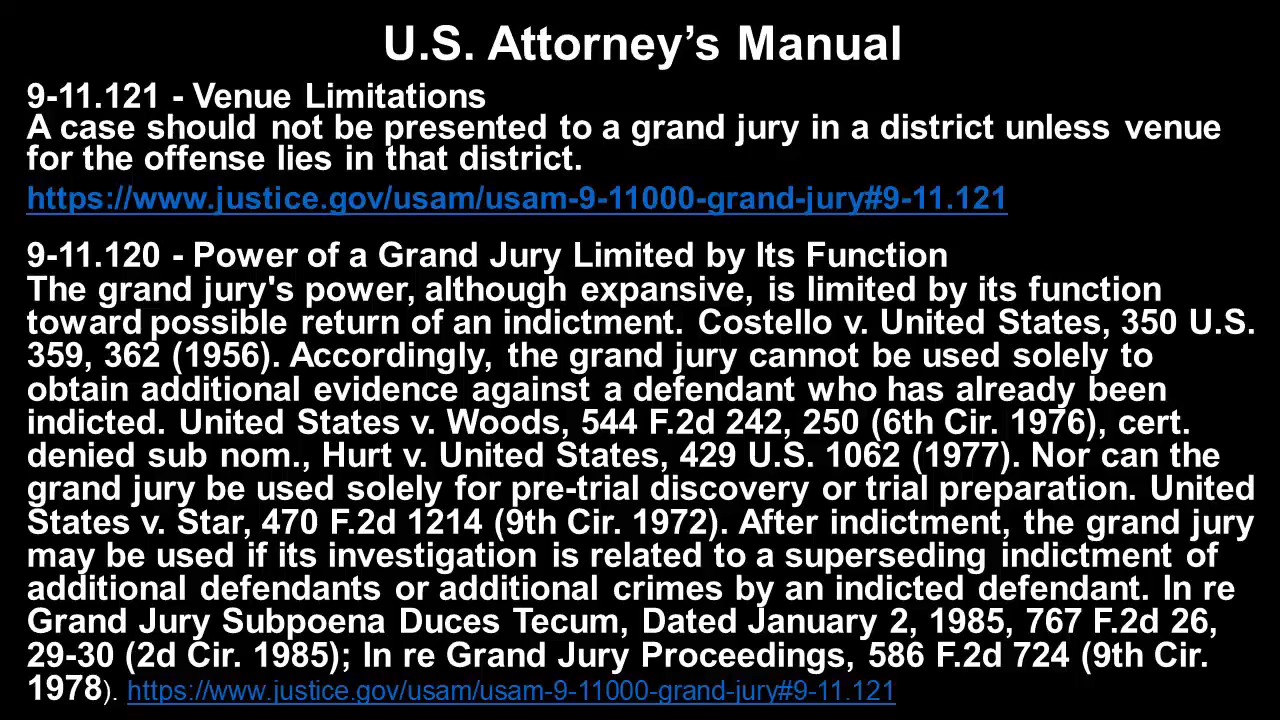 U.S. Attorney’s Manual
9-11.121 - Venue Limitations
A case should not be presented to a grand jury in a district unless venue
for the offense lies in that district.
https://www.justice.gov/usam/usam-9-11000-grand-jury#9-11.121
9-11.120 - Power of a Grand Jury Limited by Its Function
The grand jury's power, although expansive, is limited by its function
toward possible return of an indictment. Costello v. United States, 350 U.S.
359, 362 (1956). Accordingly, the grand jury cannot be used solely to
obtain additional evidence against a defendant who has already been
indicted. United States v. Woods, 544 F.2d 242, 250 (6th Cir. 1976), cert.
denied sub nom., Hurt v. United States, 429 U.S. 1062 (1977). Nor can the
grand jury be used solely for pre-trial discovery or trial preparation. United
States v. Star, 470 F.2d 1214 (9th Cir. 1972). After indictment, the grand jury
may be used if its investigation is related to a superseding indictment of
additional defendants or additional crimes by an indicted defendant. In re
Grand Jury Subpoena Duces Tecum, Dated January 2, 1985, 767 F.2d 26,
29-30 (2d Cir. 1985); In re Grand Jury Proceedings, 586 F.2d 724 (9th Cir.
1978). https://www.justice.gov/usam/usam-9-11000-grand-jury#9-11.121